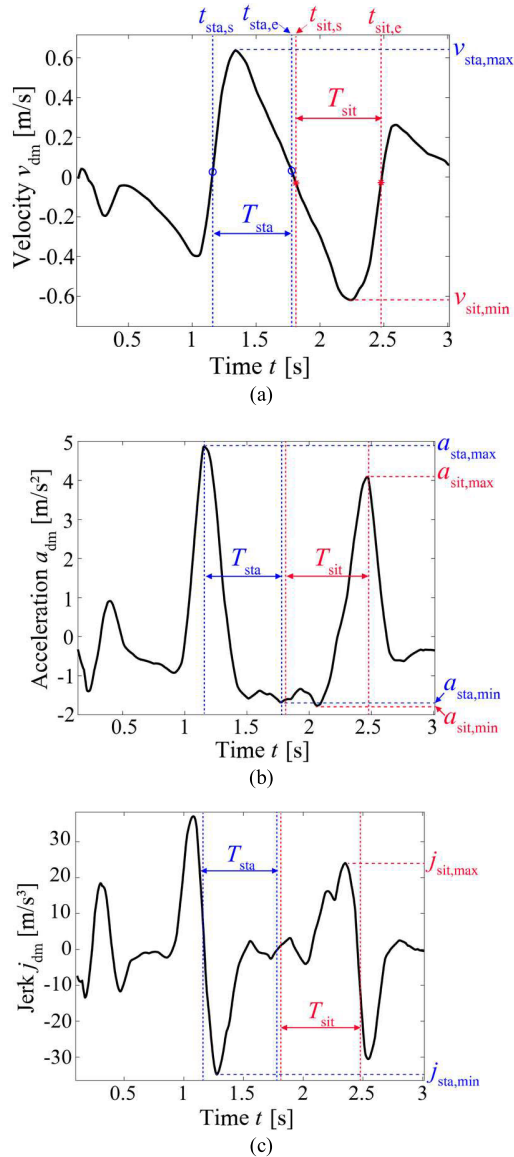 t_sta,s t_sta,e t_sit,s t_sit,e
v_sta,max
0.6
0.4
T_sit
0.2
0
-0.2
T_sta
-0.4
-0.6
v_sit,min
0.5 1 1.5 2 2.5 3
Velocity v_dm [m/s]
Time t [s]
(a)
5
a_sta,max
4
a_sit,max
3
2
T_sta T_sit
1
0
-1
a_sta,min
-2
a_sit,min
0.5 1 1.5 2 2.5 3
Acceleration a_dm [m/s²]
Time t [s]
(b)
30
T_sta
j_sit,max
20
10
0
-10
T_sit
-20
-30
j_sta,min
0.5 1 1.5 2 2.5 3
Jerk j_dm [m/s³]
Time t [s]
(c)